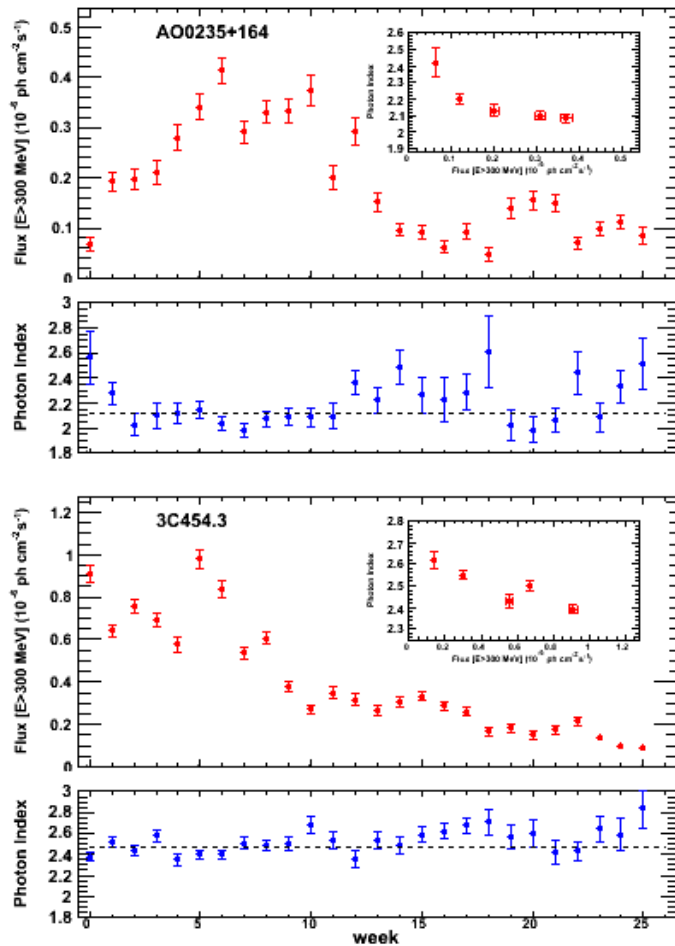 AO0235+164
Flux [E>300 MeV] (10⁻⁶ ph cm⁻²s⁻¹)
0.5
0.4
0.3
0.2
0.1
0
Photon Index
2.6
2.5
2.4
2.3
2.2
2.1
2
1.9
0 0.1 0.2 0.3 0.4 0.5
Flux [E>300 MeV] (10⁻⁶ ph cm⁻²s⁻¹)
Photon Index
3
2.8
2.6
2.4
2.2
2
1.8
3C454.3
Flux [E>300 MeV] (10⁻⁶ ph cm⁻²s⁻¹)
1.2
1
0.8
0.6
0.4
0.2
0
Photon Index
2.8
2.7
2.6
2.5
2.4
2.3
0 0.2 0.4 0.6 0.8 1 1.2
Flux [E>300 MeV] (10⁻⁶ ph cm⁻²s⁻¹)
Photon Index
3
2.8
2.6
2.4
2.2
2
1.8
0 5 10 15 20 25
week